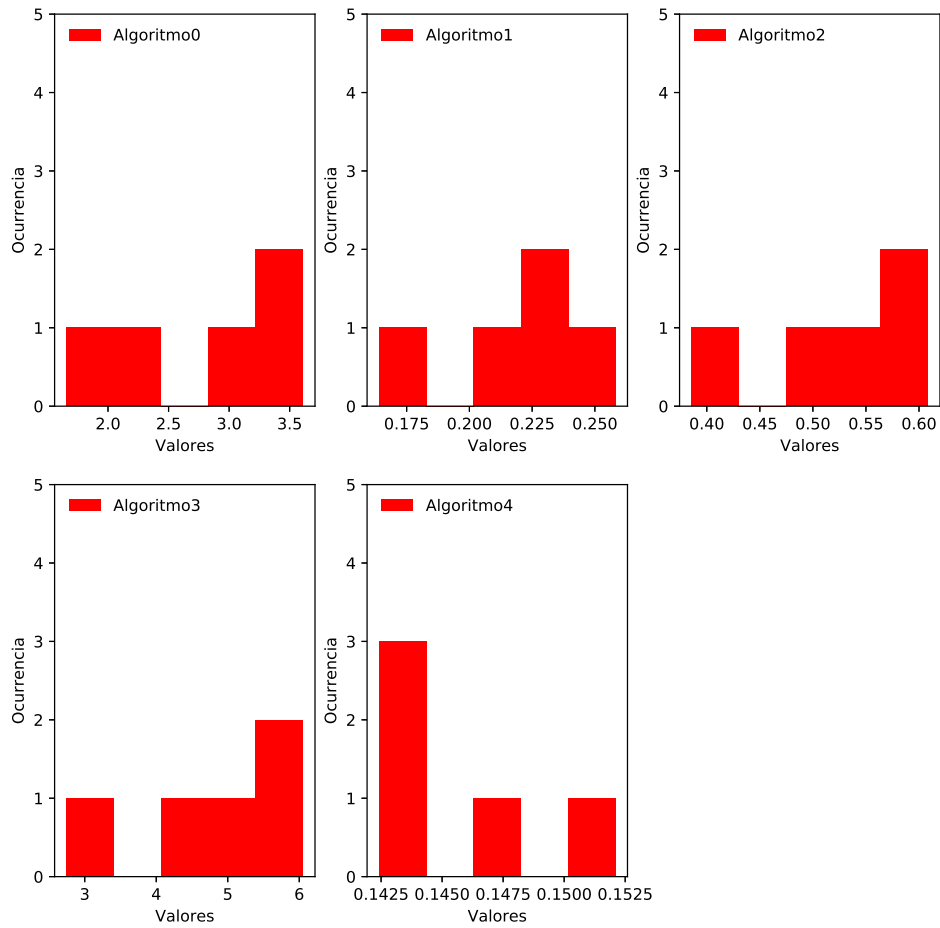 5
4
3
2
1
0
Ocurrencia
Algoritmo0
2.0 2.5 3.0 3.5
Valores
5
4
3
2
1
0
Ocurrencia
Algoritmo1
0.175 0.200 0.225 0.250
Valores
5
4
3
2
1
0
Ocurrencia
Algoritmo2
0.40 0.45 0.50 0.55 0.60
Valores
5
4
3
2
1
0
Ocurrencia
Algoritmo3
3 4 5 6
Valores
5
4
3
2
1
0
Ocurrencia
Algoritmo4
0.1425 0.1450 0.1475 0.1500 0.1525
Valores